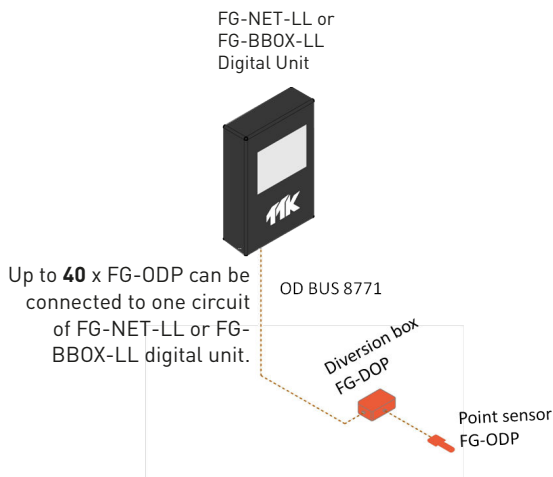 FG-NET-LL or
FG-BBOX-LL
Digital Unit
TTK
Up to 40 x FG-ODP can be
connected to one circuit
of FG-NET-LL or FG-
BBOX-LL digital unit.
OD BUS 8771
Diversion box
FG-DOP
Point sensor
FG-ODP